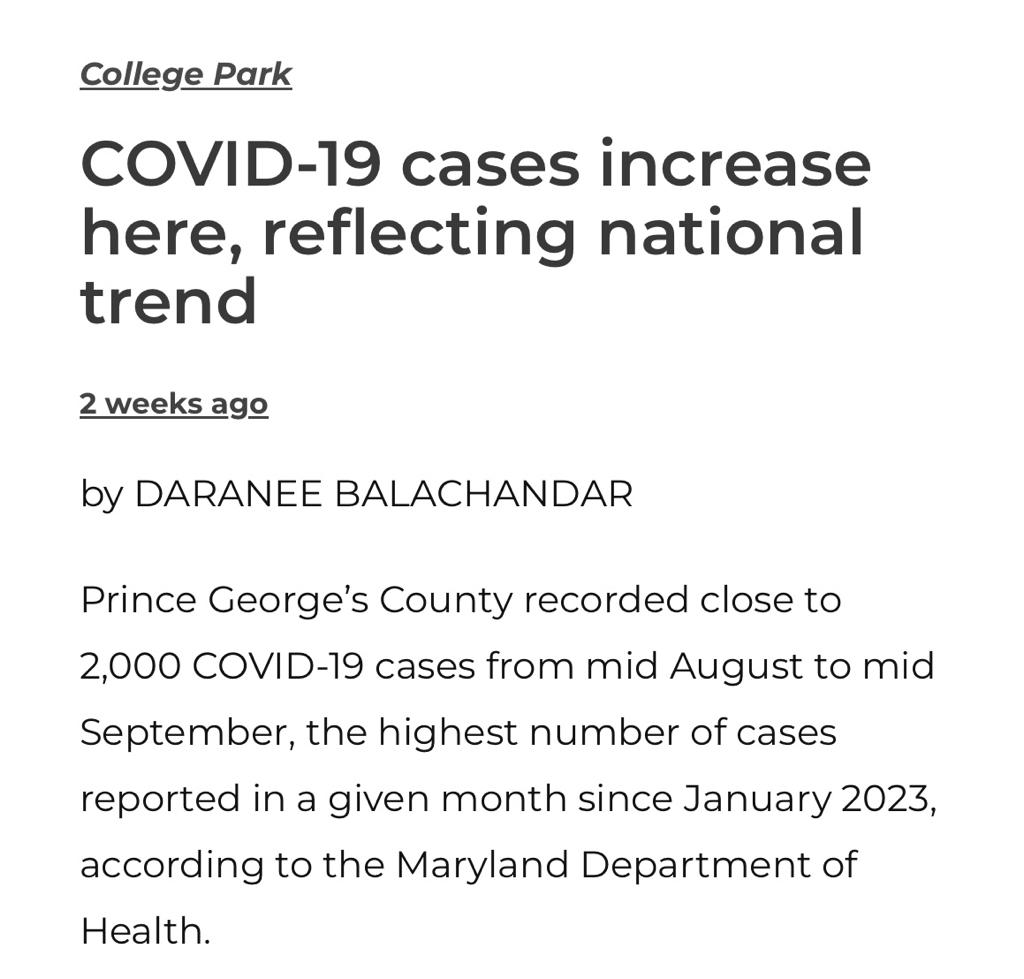 College Park
COVID-19 cases increase
here, reflecting national
trend
2 weeks ago
by DARANEE BALACHANDAR
Prince George’s County recorded close to
2,000 COVID-19 cases from mid August to mid
September, the highest number of cases
reported in a given month since January 2023,
according to the Maryland Department of
Health.